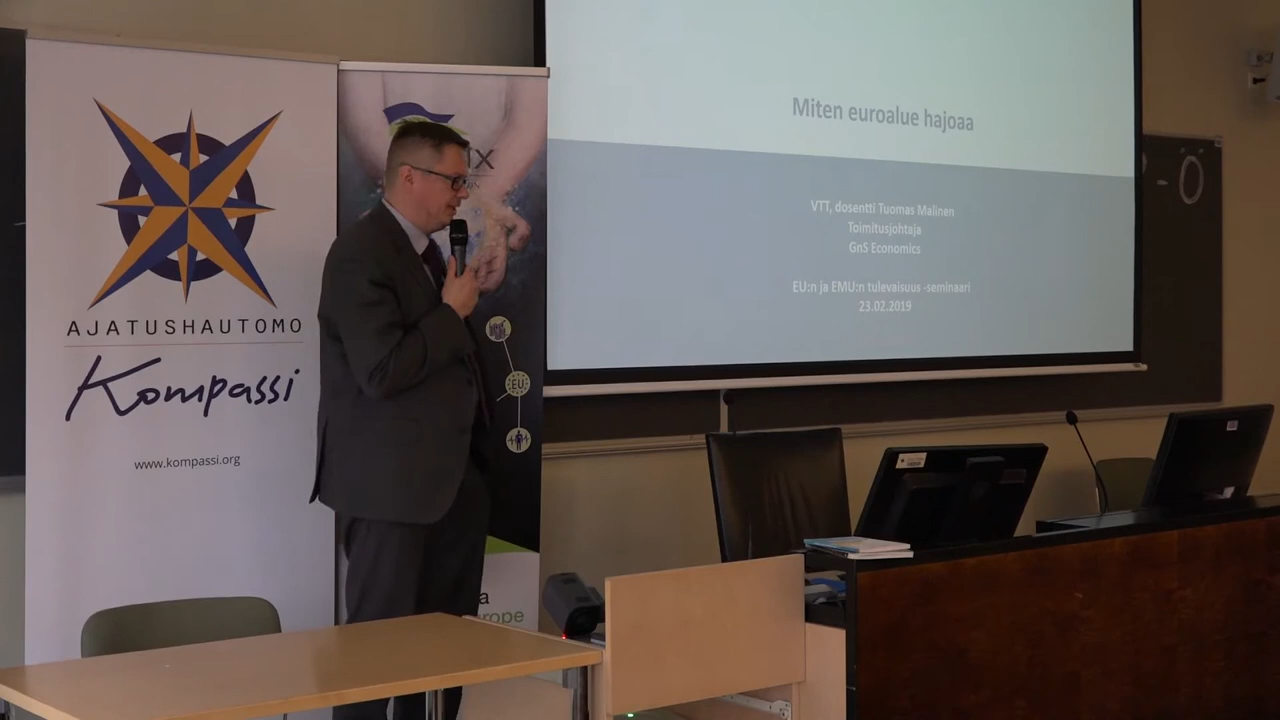 AJATUSHAUTOMO
Kompassi
www.kompassi.org
Miten euroalue hajoaa
VTT, dosentti Tuomas Malinen
Toimitusjohtaja
GnS Economics
EU:n ja EMU:n tulevaisuus -seminaari
23.02.2019
EU